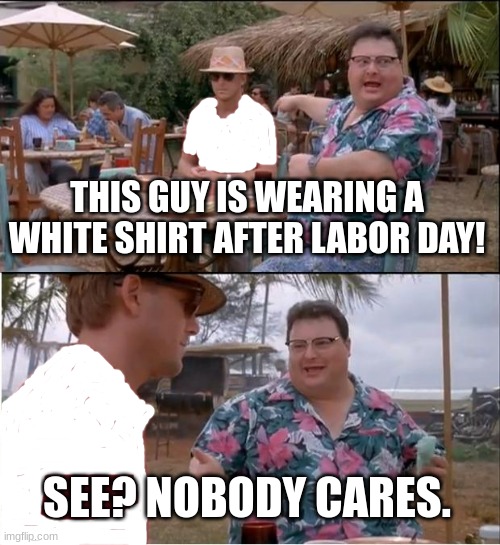 THIS GUY IS WEARING A
WHITE SHIRT AFTER LABOR DAY!
SEE? NOBODY CARES.
imgflip.com